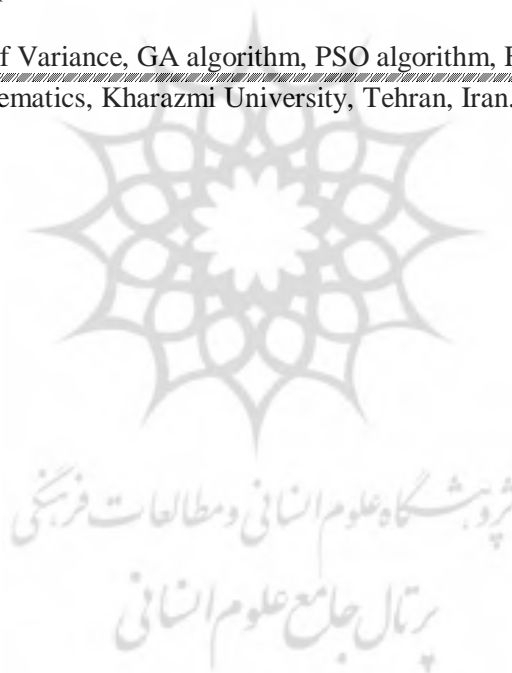 f Variance, GA algorithm, PSO algorithm,
ematics, Kharazmi University, Tehran, Iran.
پژوهشگاه علوم انسانی و مطالعات فرهنگی
پرتال جامع علوم انسانی